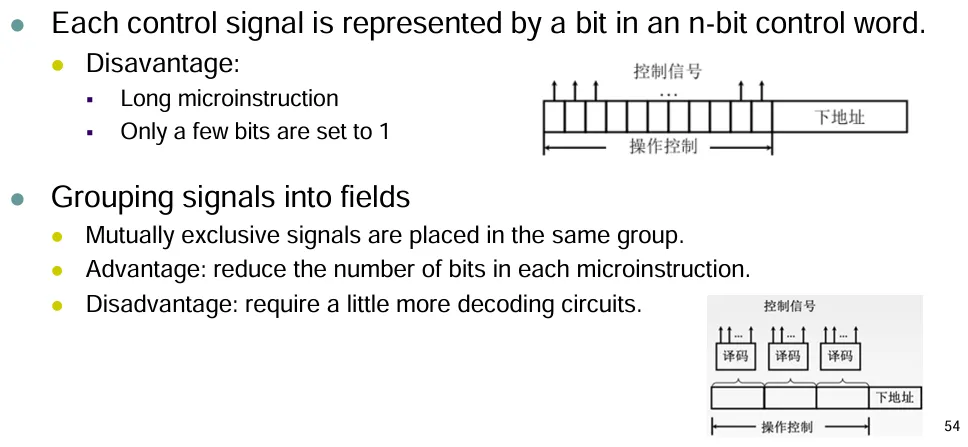 Each control signal is represented by a bit in an n-bit control word.
Disavantage:
Long microinstruction
Only a few bits are set to 1
控制信号
...
下地址
操作控制
Grouping signals into fields
Mutually exclusive signals are placed in the same group.
Advantage: reduce the number of bits in each microinstruction.
Disadvantage: require a little more decoding circuits.
控制信号
... ... ...
译码 译码 译码
下地址
操作控制
54